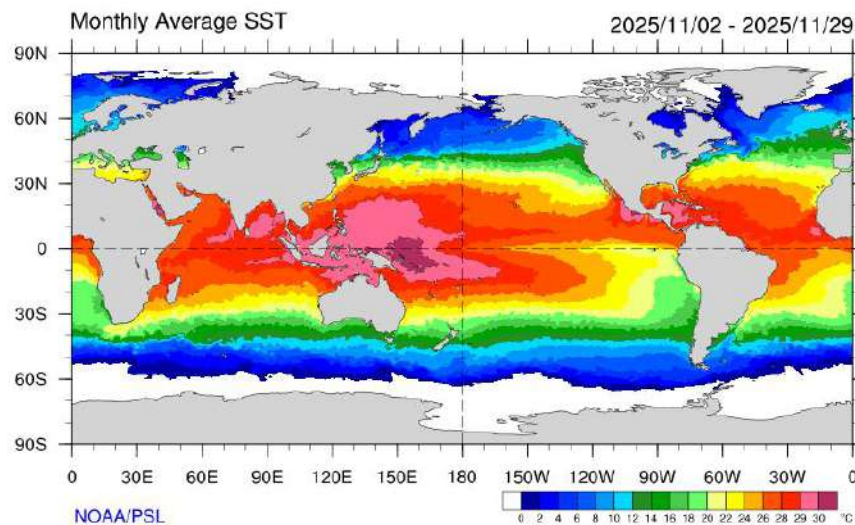 Monthly Average SST 2025/11/02 - 2025/11/29
90N
60N
30N
0
30S
60S
90S
0 30E 60E 90E 120E 150E 180 150W 120W 90W 60W 30W 0
0 2 4 6 8 10 12 14 16 18 20 21 22 24 26 28 29 30 °C
NOAA/PSL